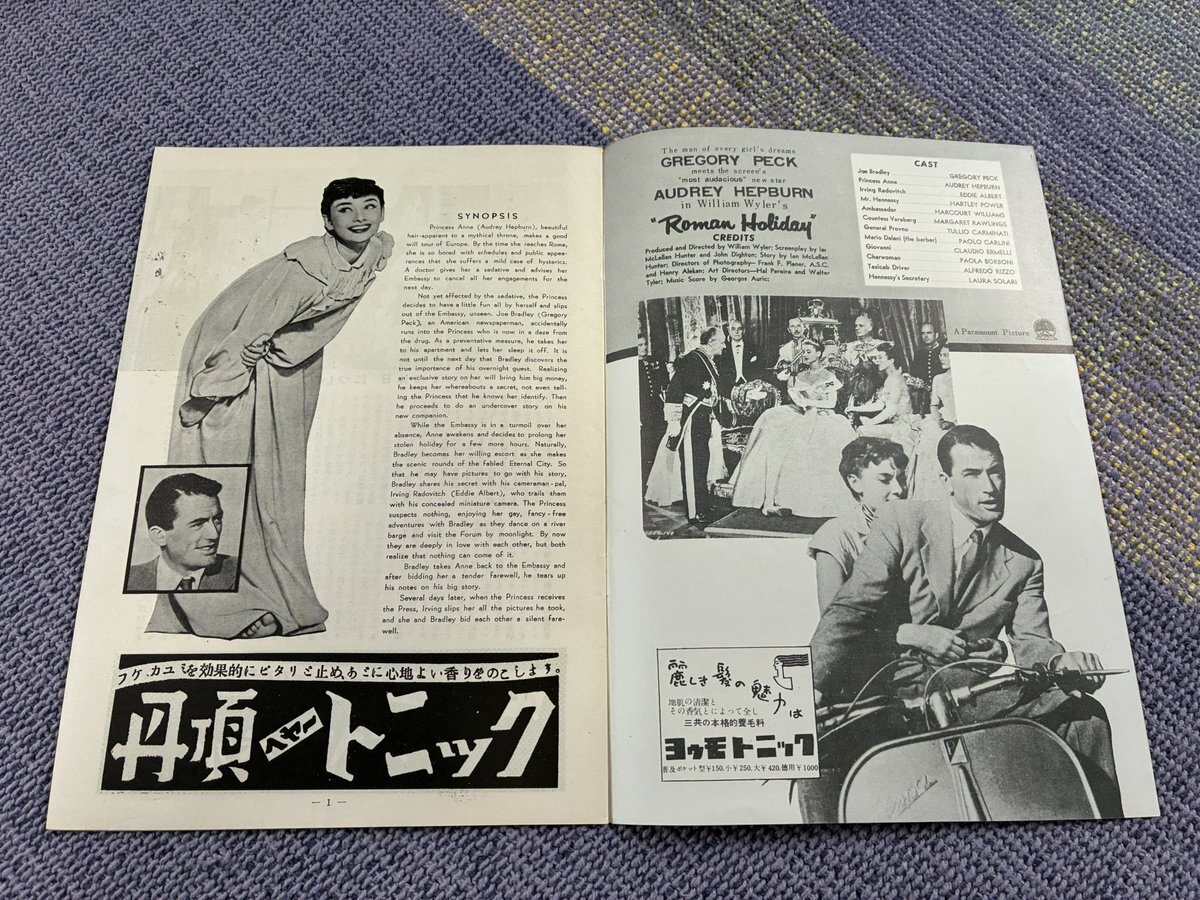 SYNOPSIS
Princess Anne (Audrey Hepburn), beautiful
heir-apparent to a mythical throne, makes a good
will tour of Europe. By the time she reaches Rome,
she is so bored with schedules and public appea-
rances that she suffers a mild case of hysterics.
A doctor gives her a sedative and advises her
Embassy to cancel all her engagements for the
next day.
Not yet affected by the sedative, the Princess
decides to have a little fun all by herself and slips
out of the Embassy, unseen. Joe Bradley (Gregory
Peck), an American newspaperman, accidentally
runs into the Princess who is now in a daze from
the drug. As a preventative measure, he takes her
to his apartment and lets her sleep it off. It is
not until the next day that Bradley discovers the
true importance of his overnight guest. Realizing
an exclusive story on her will bring him big money,
he keeps her whereabouts a secret, not even tell-
ing the Princess that he knows her identify. Then
he proceeds to do an undercover story on his
new companion.
While the Embassy is in a turmoil over her
absence, Anne awakens and decides to prolong her
stolen holiday for a few more hours. Naturally,
Bradley becomes her willing escort as she makes
the scenic rounds of the fabled Eternal City. So
that he may have pictures to go with his story,
Bradley shares his secret with his cameraman-pal,
Irving Radovitch (Eddie Albert), who trails them
with his concealed miniature camera. The Princess
suspects nothing, enjoying her gay, fancy-free
adventures with Bradley as they dance on a river
barge and visit the Forum by moonlight. By now
they are deeply in love with each other, but both
realize that nothing can come of it.
Bradley takes Anne back to the Embassy and
after bidding her a tender farewell, he tears up
his notes on his big story.
Several days later, when the Princess receives
the Press, Irving slips her all the pictures he took,
and she and Bradley bid each other a silent fare-
well.
フケ、カユミを効果的にピタリと止め、あとに心地よい香りをのこします。
丹頂ヘヤートニック
— 1 —
The man of every girl's dreams
GREGORY PECK
meets the screen's
"most audacious" new star
AUDREY HEPBURN
in William Wyler's
"Roman Holiday"
CREDITS
Produced and Directed by William Wyler; Screenplay by Ian
McLellan Hunter and John Dighton; Story by Ian McLellan
Hunter; Directors of Photography— Frank F. Planer, A.S.C.
and Henry Alekan; Art Directors—Hal Pereira and Walter
Tyler; Music Score by Georges Auric;
CAST
Joe Bradley GREGORY PECK
Princess Anne AUDREY HEPBURN
Irving Radovitch EDDIE ALBERT
Mr. Hennessy HARTLEY POWER
Ambassador HARCOURT WILLIAMS
Countess Vereberg MARGARET RAWLINGS
General Provno TULLIO CARMINATI
Mario Delani (the barber) PAOLO CARLINI
Giovanni CLAUDIO ERMELLI
Charwoman PAOLA BORBONI
Taxicab Driver ALFREDO RIZZO
Hennessy's Secretary LAURA SOLARI
A Paramount Picture
麗しき髪の魅力は
地肌の清潔と
その香気とによって全し
三共の本格的養毛料
ヨウモトニック
普及ポケット型¥150. 小¥250. 大¥420. 徳用¥1000